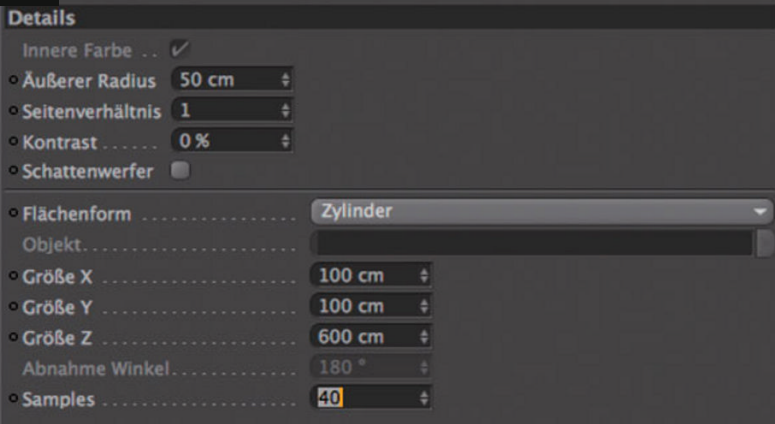 Details
Innere Farbe . .
Äußerer Radius 50 cm
Seitenverhältnis 1
Kontrast . . . . . . 0 %
Schattenwerfer
Flächenform . . . . . . . . . . . . . . . . Zylinder
Objekt. . . . . . . . . . . . . . . . . . . . . .
Größe X . . . . . . . . . . . . . . . . . . . . 100 cm
Größe Y . . . . . . . . . . . . . . . . . . . . 100 cm
Größe Z . . . . . . . . . . . . . . . . . . . . 600 cm
Abnahme Winkel. . . . . . . . . . . . . 180 °
Samples . . . . . . . . . . . . . . . . . . . . 40